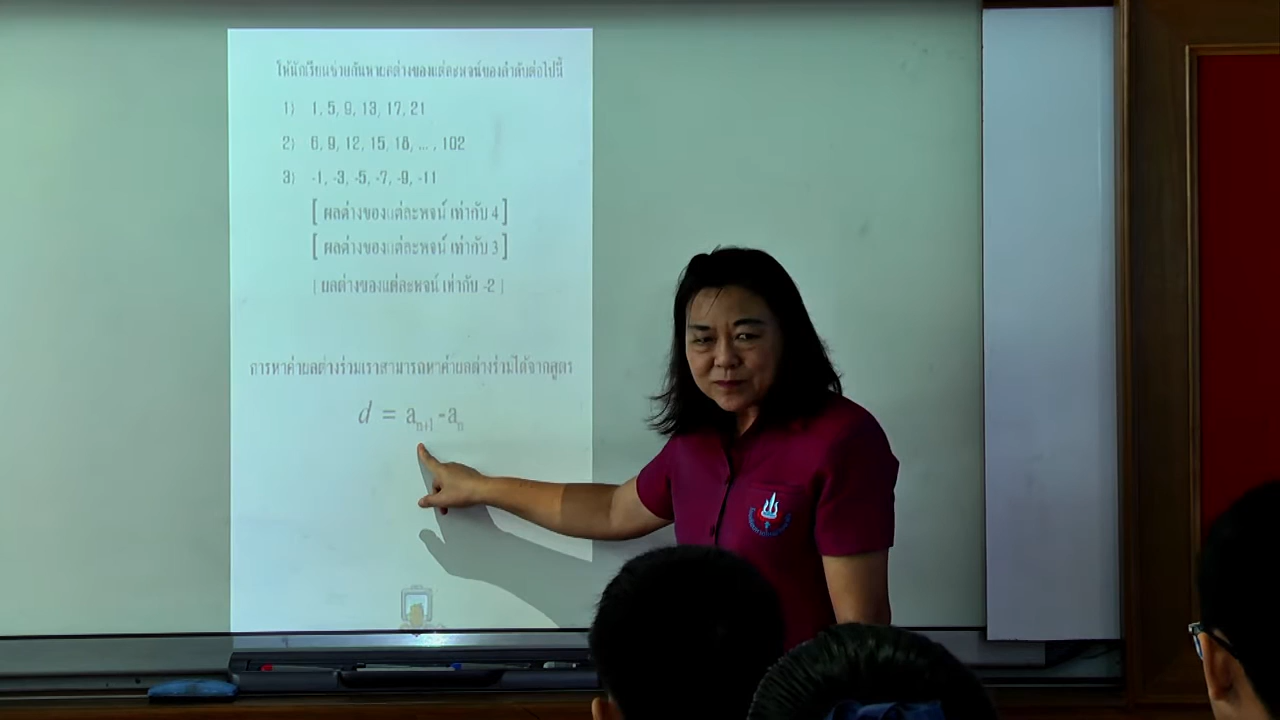 ให้นักเรียนช่วยกันหาผลต่างของแต่ละพจน์ของลำดับต่อไปนี้
1) 1, 5, 9, 13, 17, 21
2) 6, 9, 12, 15, 18, ... , 102
3) -1, -3, -5, -7, -9, -11
[ ผลต่างของแต่ละพจน์ เท่ากับ 4 ]
[ ผลต่างของแต่ละพจน์ เท่ากับ 3 ]
[ ผลต่างของแต่ละพจน์ เท่ากับ -2 ]
การหาค่าผลต่างร่วมเราสามารถหาค่าผลต่างร่วมได้จากสูตร
d = aₙ₊₁ - aₙ